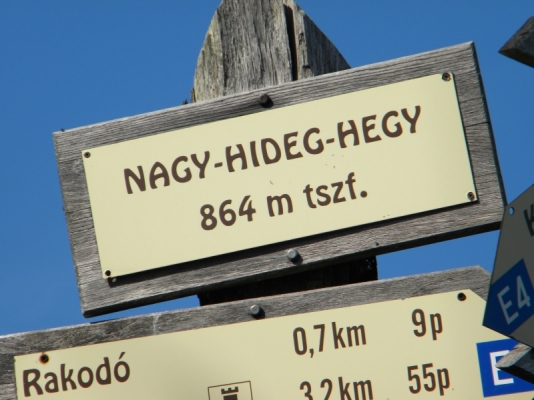 NAGY-HIDEG-HEGY
864 m tszf.
E4
Rakodó 0,7 km 9p
3,2 km 55p
E